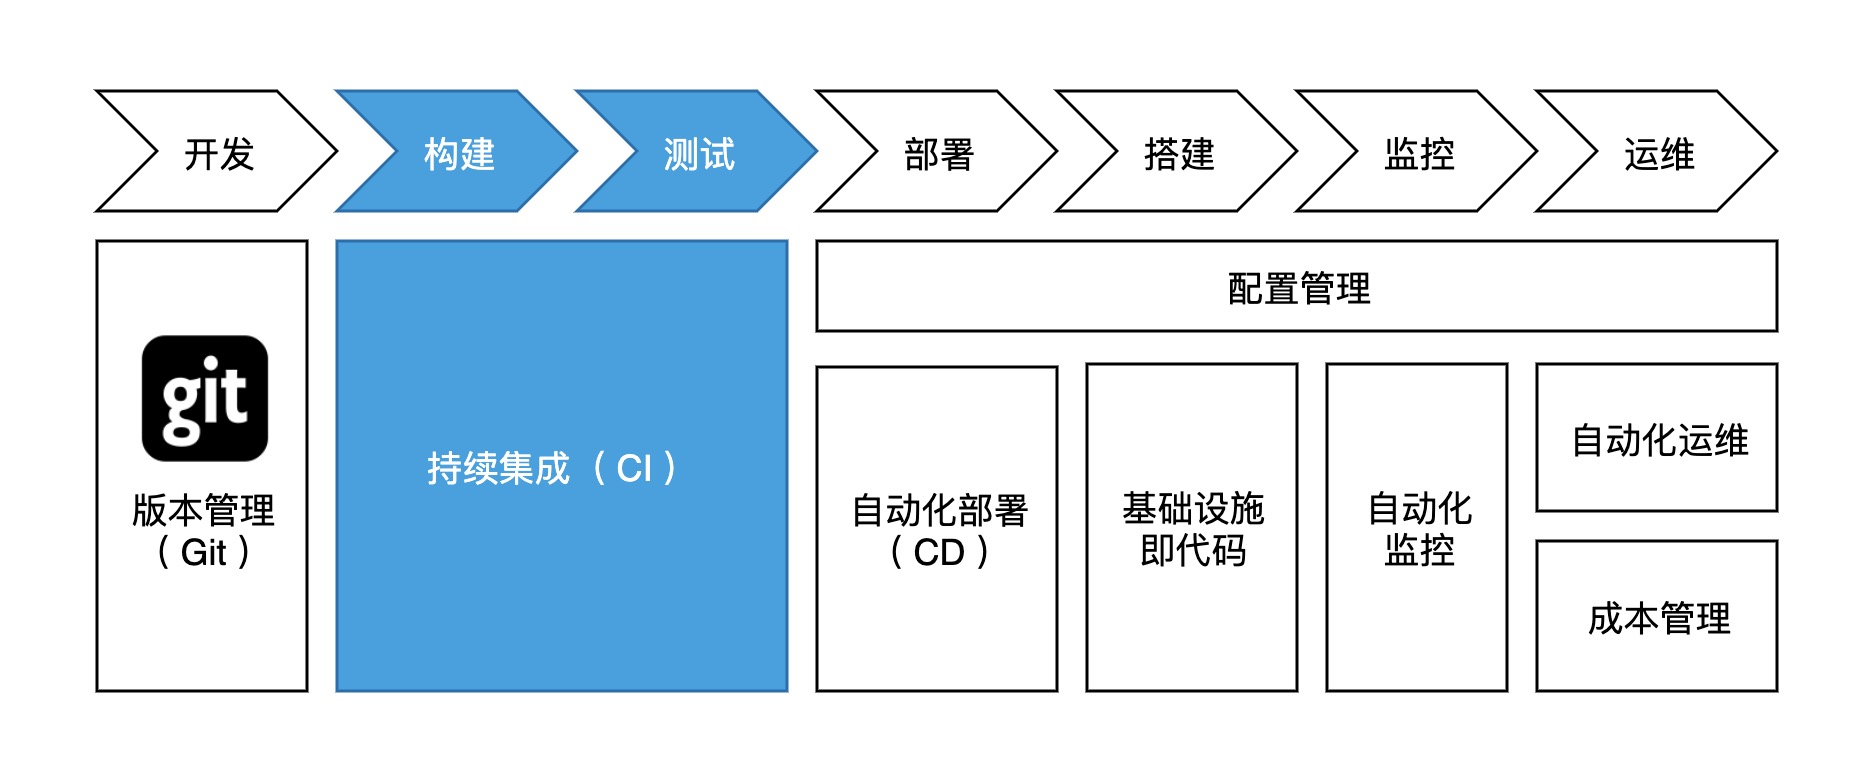 开发
构建
测试
部署
搭建
监控
运维
git
版本管理
（Git）
持续集成（CI）
配置管理
自动化部署
（CD）
基础设施
即代码
自动化
监控
自动化运维
成本管理